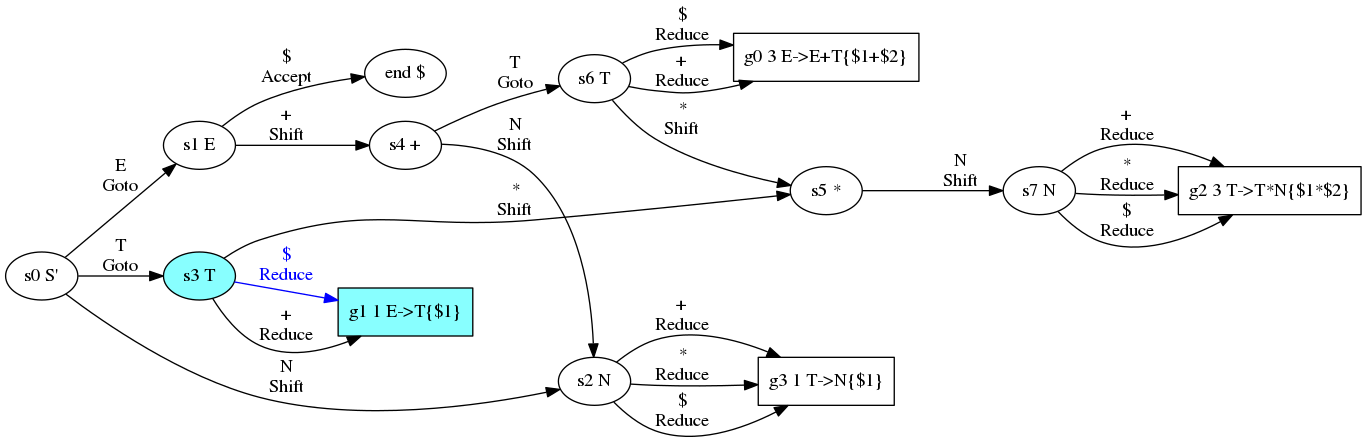 $
Reduce
g0 3 E->E+T{$1+$2}
+
Reduce
$
Accept
end $
T
Goto
s6 T
*
Shift
+
Shift
s1 E
s4 +
N
Shift
+
Reduce
E
Goto
*
Shift
s5 *
N
Shift
s7 N
*
Reduce
g2 3 T->T*N{$1*$2}
$
Reduce
s0 S'
T
Goto
s3 T
$
Reduce
g1 1 E->T{$1}
+
Reduce
N
Shift
s2 N
+
Reduce
*
Reduce
g3 1 T->N{$1}
$
Reduce